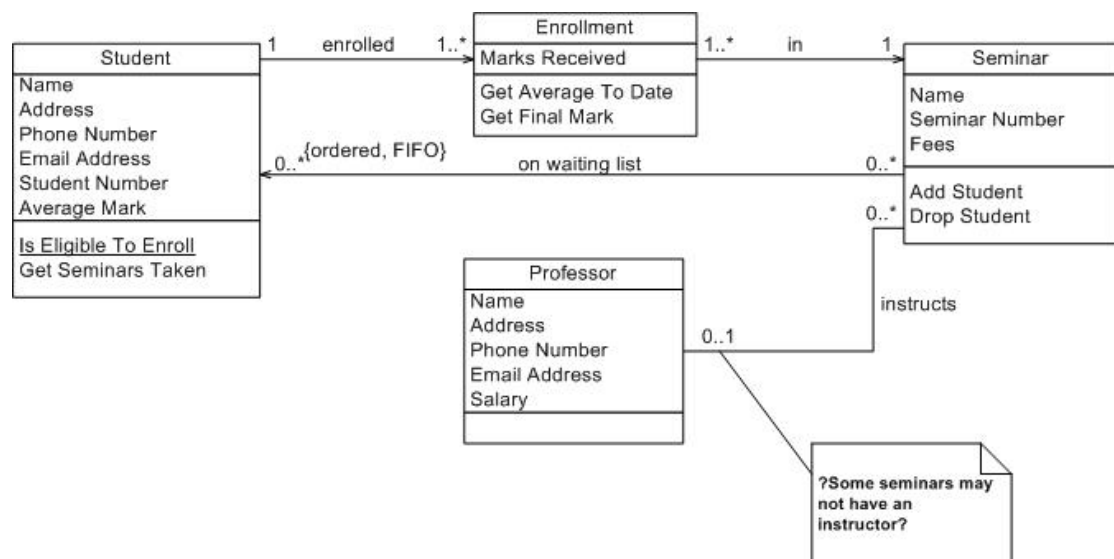 Student
Name
Address
Phone Number
Email Address
Student Number
Average Mark
Is Eligible To Enroll
Get Seminars Taken
1 enrolled 1..*
Enrollment
Marks Received
Get Average To Date
Get Final Mark
1..* in 1
Seminar
Name
Seminar Number
Fees
Add Student
Drop Student
0..* {ordered, FIFO} on waiting list 0..*
0..*
instructs
0..1
Professor
Name
Address
Phone Number
Email Address
Salary
?Some seminars may
not have an
instructor?